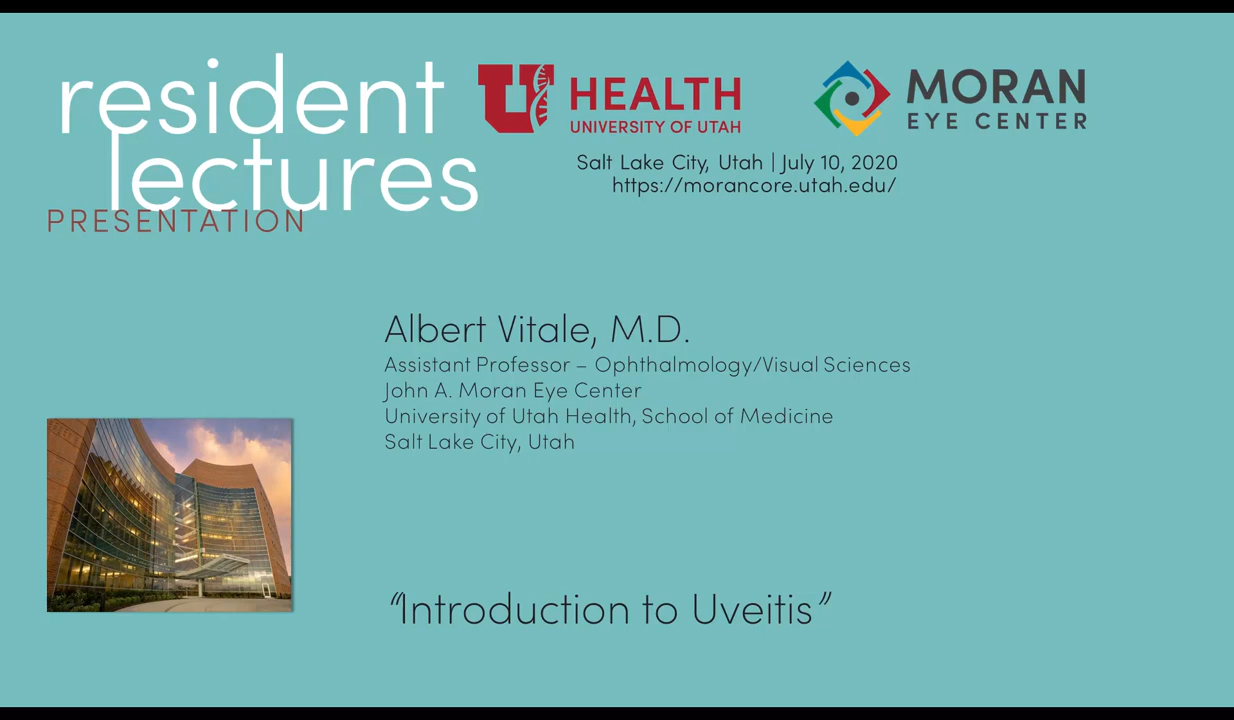 resident
lectures
PRESENTATION
U HEALTH
UNIVERSITY OF UTAH
MORAN
EYE CENTER
Salt Lake City, Utah | July 10, 2020
https://morancore.utah.edu/
Albert Vitale, M.D.
Assistant Professor – Ophthalmology/Visual Sciences
John A. Moran Eye Center
University of Utah Health, School of Medicine
Salt Lake City, Utah
“Introduction to Uveitis”